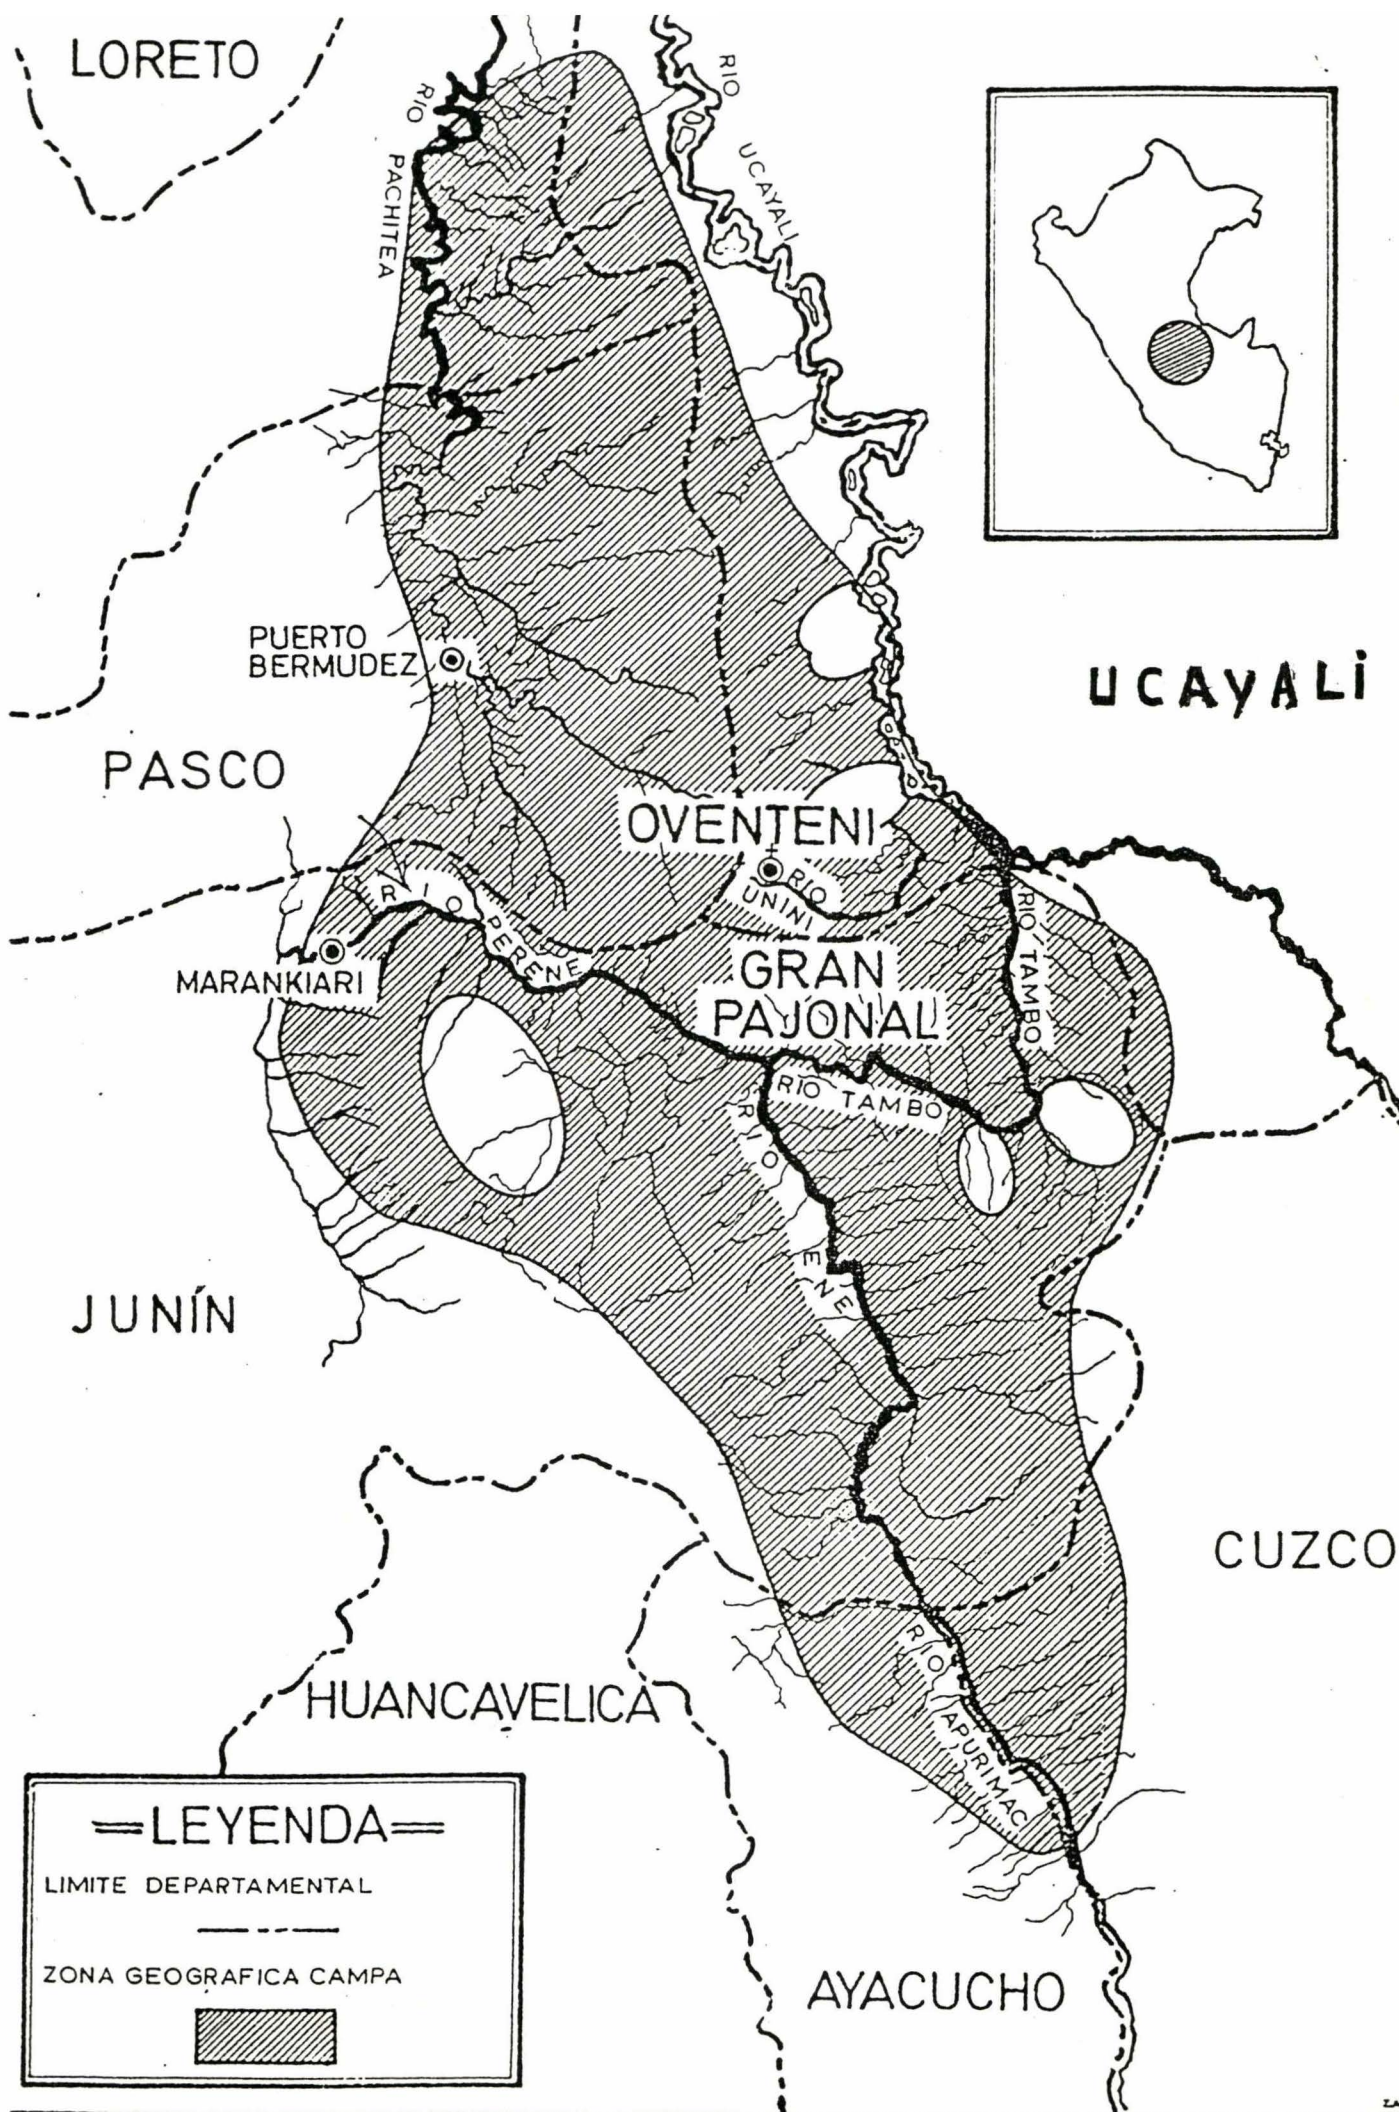 LORETO
RIO
PACHITEA
RIO
UCAYALI
PUERTO
BERMUDEZ
UCAYALI
PASCO
OVENTENI
RIO
UNINI
RIO PERENE
MARANKIARI
GRAN
PAJONAL
RIO TAMBO
RIO TAMBO
RIO
ENE
JUNÍN
CUZCO
HUANCAVELICA
RIO
APURIMAC
AYACUCHO
LEYENDA
LIMITE DEPARTAMENTAL
ZONA GEOGRAFICA CAMPA